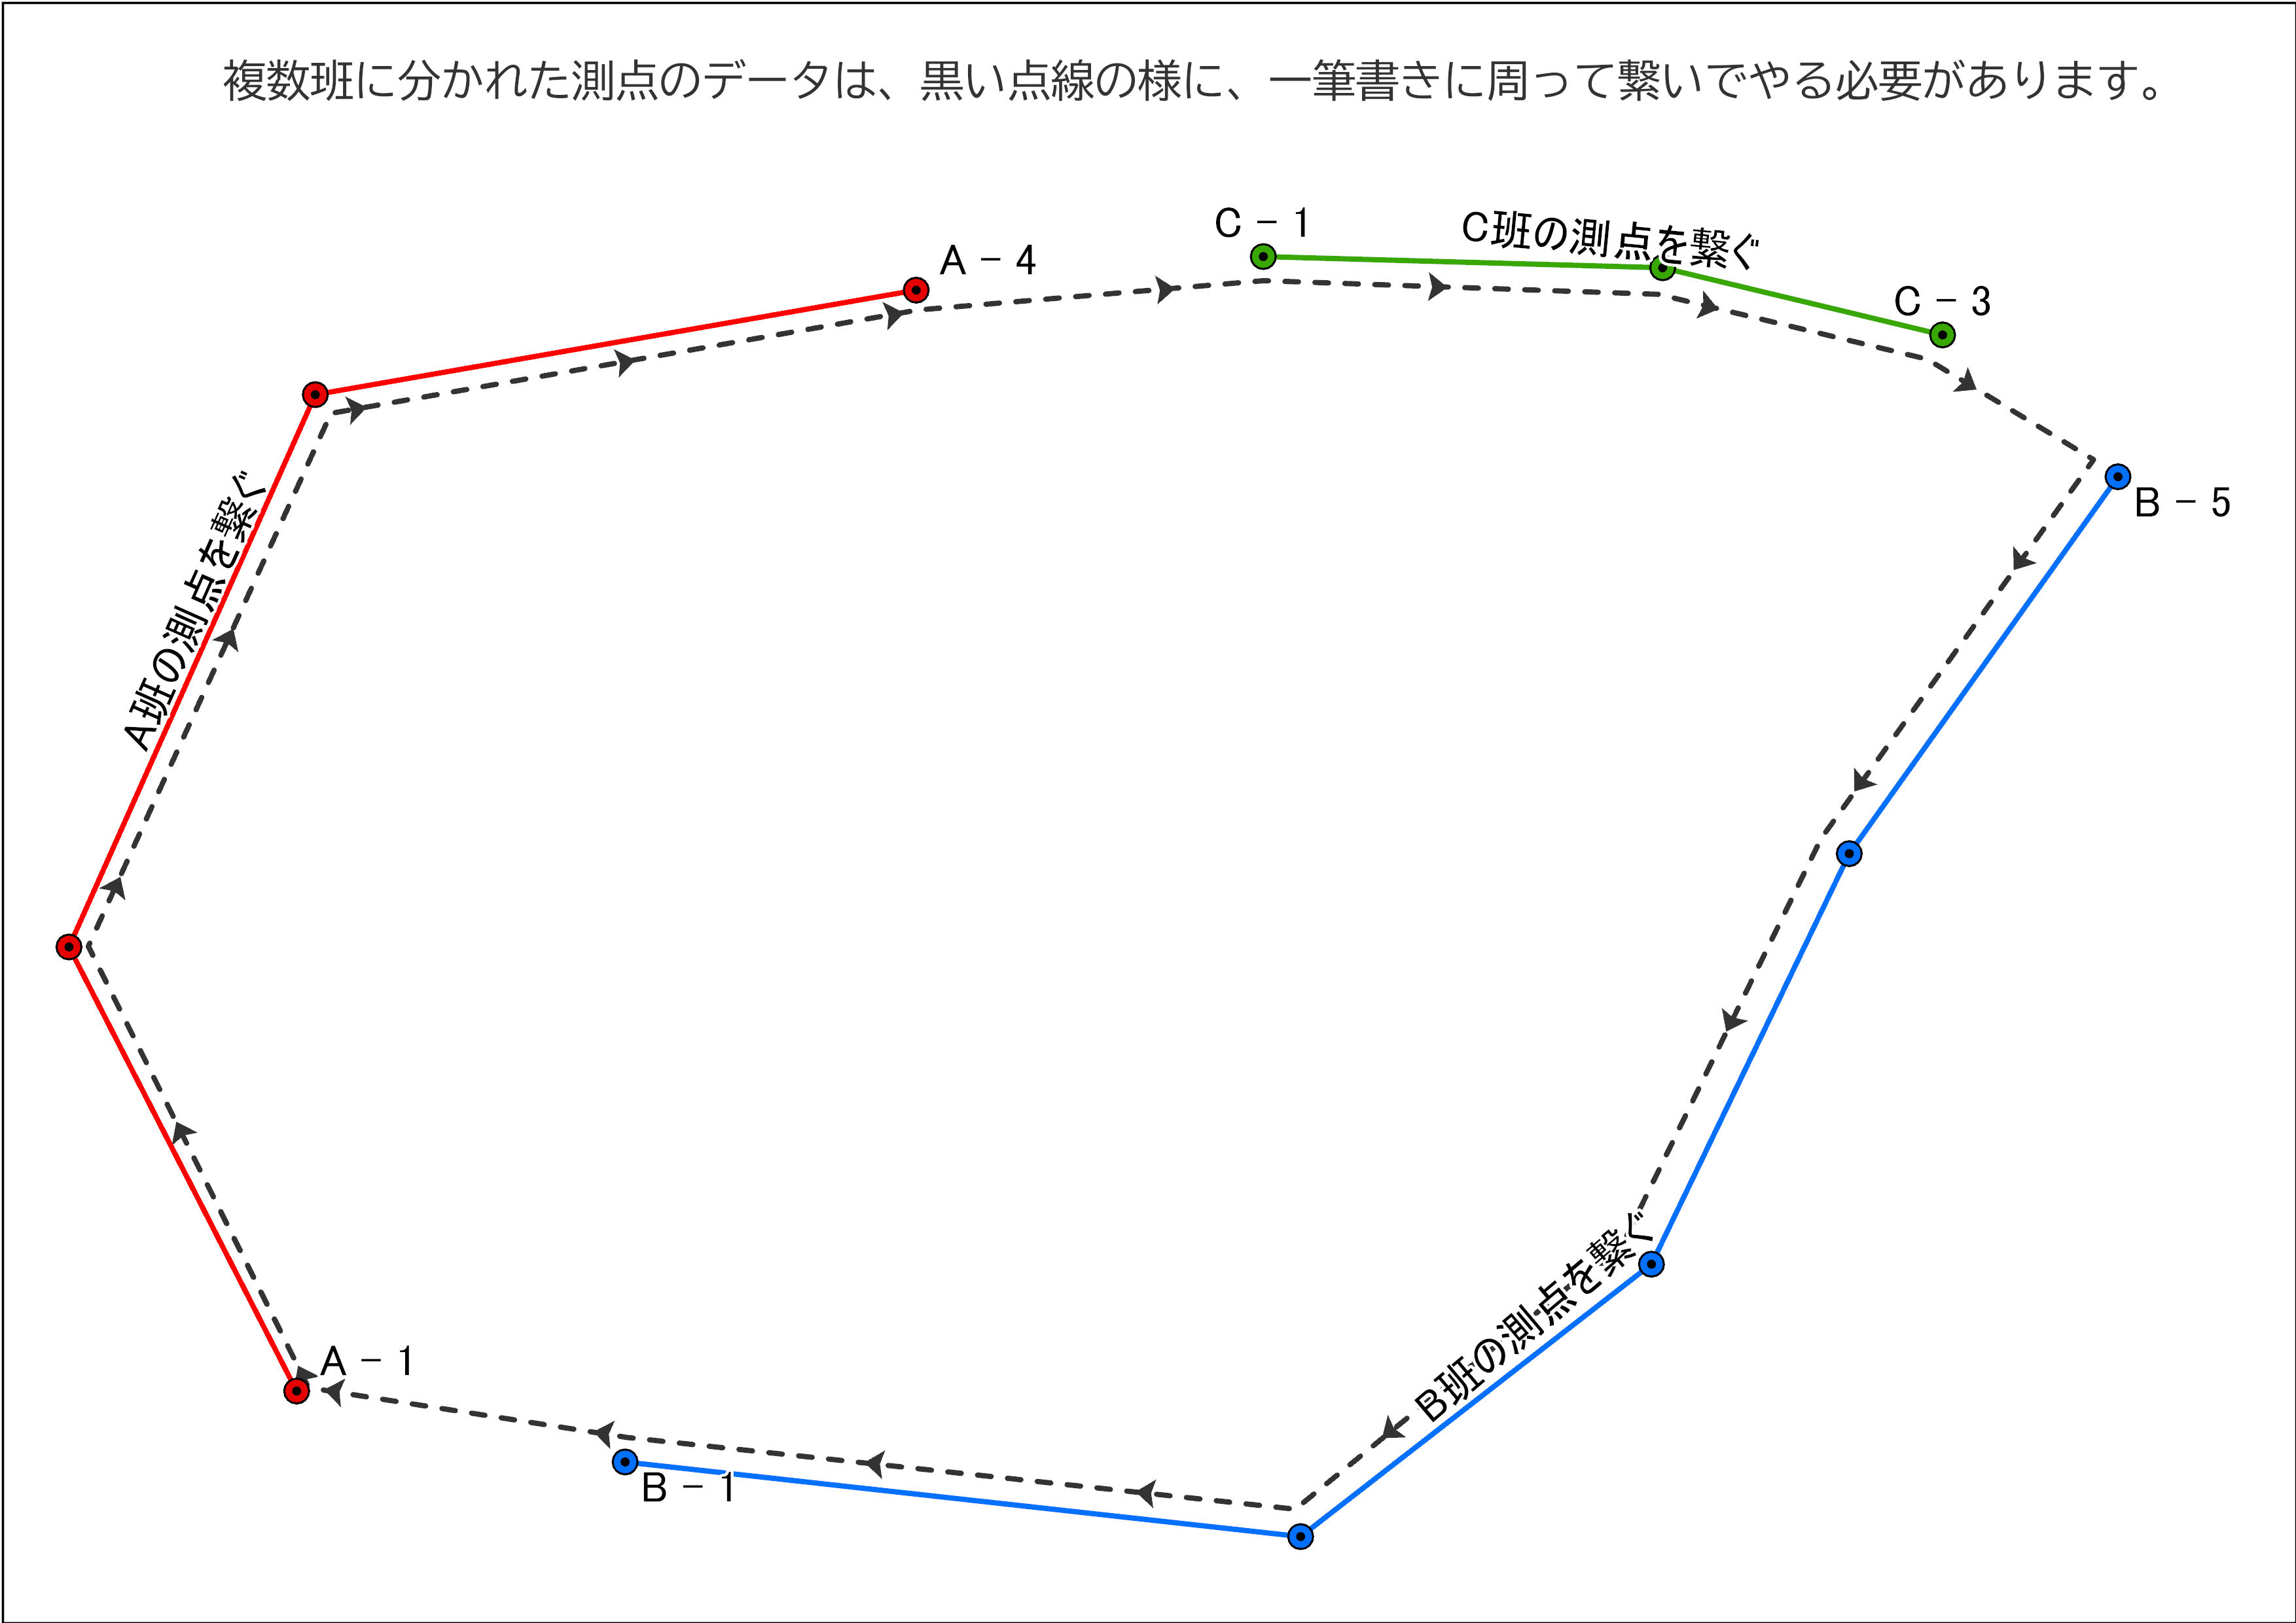 複数班に分かれた測点のデータは、黒い点線の様に、一筆書きに周って繋いでやる必要があります。
C － 1
C班の測点を繋ぐ
A － 4
C － 3
B － 5
A班の測点を繋ぐ
B班の測点を繋ぐ
A － 1
B － 1